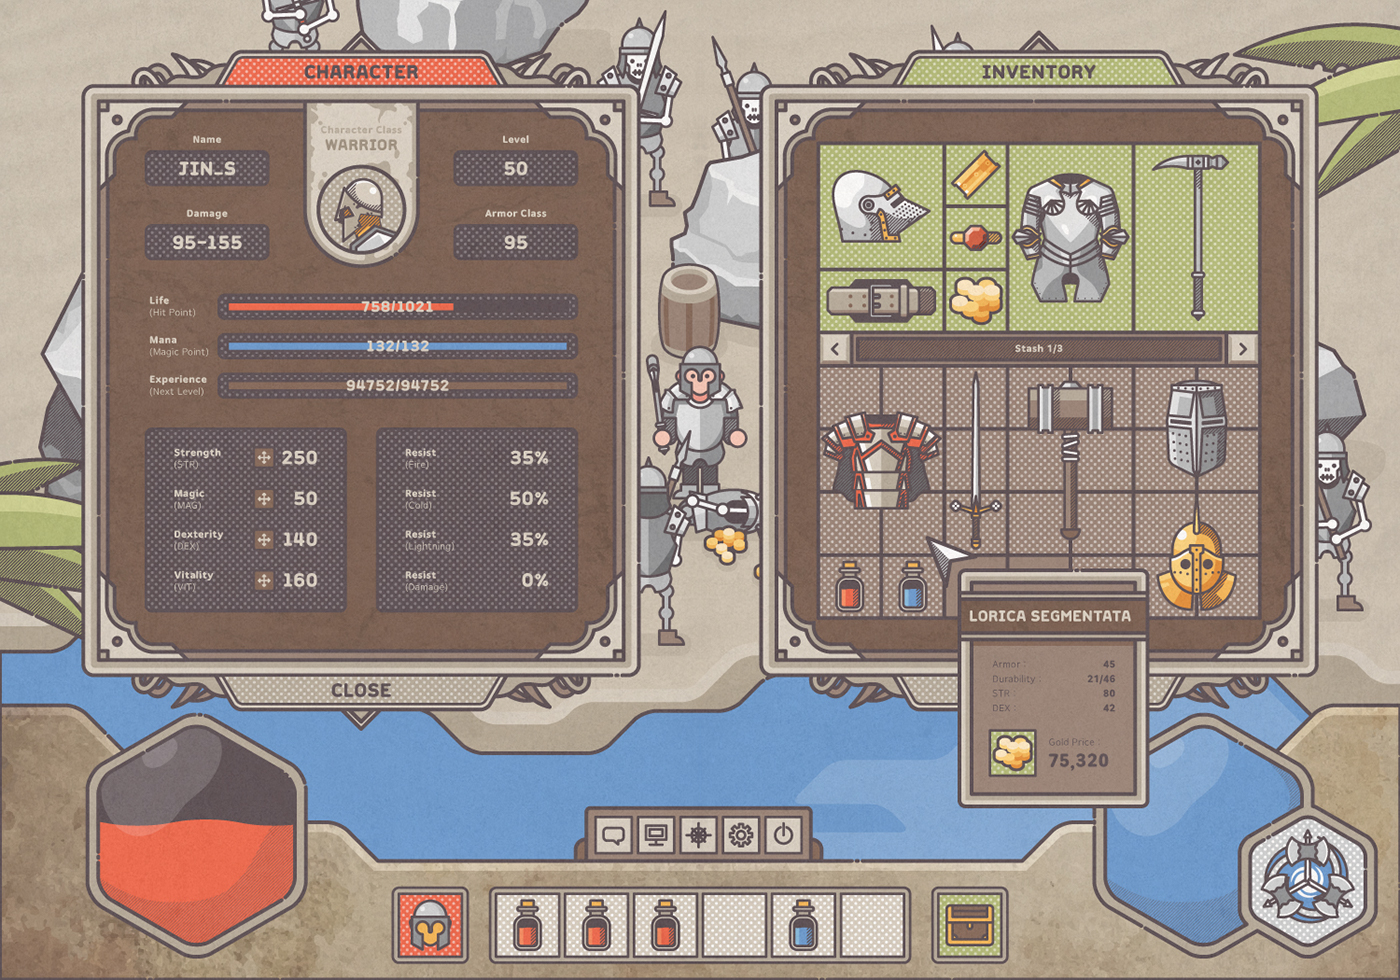 CHARACTER
Name
JIN_S
Character Class
WARRIOR
Level
50
Damage
95-155
Armor Class
95
Life
(Hit Point)
758/1021
Mana
(Magic Point)
132/132
Experience
(Next Level)
94752/94752
Strength
(STR)
250
Magic
(MAG)
50
Dexterity
(DEX)
140
Vitality
(VIT)
160
Resist
(Fire)
35%
Resist
(Cold)
50%
Resist
(Lightning)
35%
Resist
(Damage)
0%
CLOSE
INVENTORY
Stash 1/3
LORICA SEGMENTATA
Armor : 45
Durability : 21/46
STR : 80
DEX : 42
Gold Price :
75,320